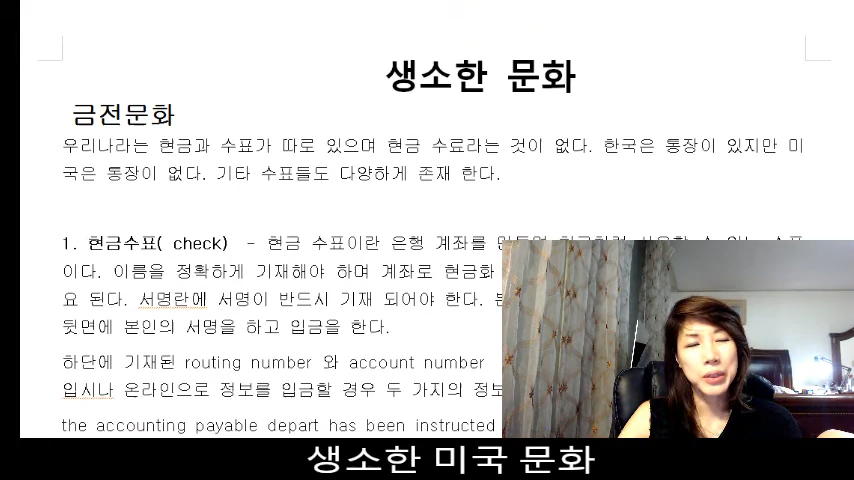 생소한 문화
금전문화
우리나라는 현금과 수표가 따로 있으며 현금 수료라는 것이 없다. 한국은 통장이 있지만 미
국은 통장이 없다. 기타 수표들도 다양하게 존재 한다.
1. 현금수표( check) - 현금 수표이란 은행 계좌를
이다. 이름을 정확하게 기재해야 하며 계좌로 현금화
요 된다. 서명란에 서명이 반드시 기재 되어야 한다.
뒷면에 본인의 서명을 하고 입금을 한다.
하단에 기재된 routing number 와 account number
입시나 온라인으로 정보를 입금할 경우 두 가지의 정보
the accounting payable depart has been instructed
생소한 미국 문화